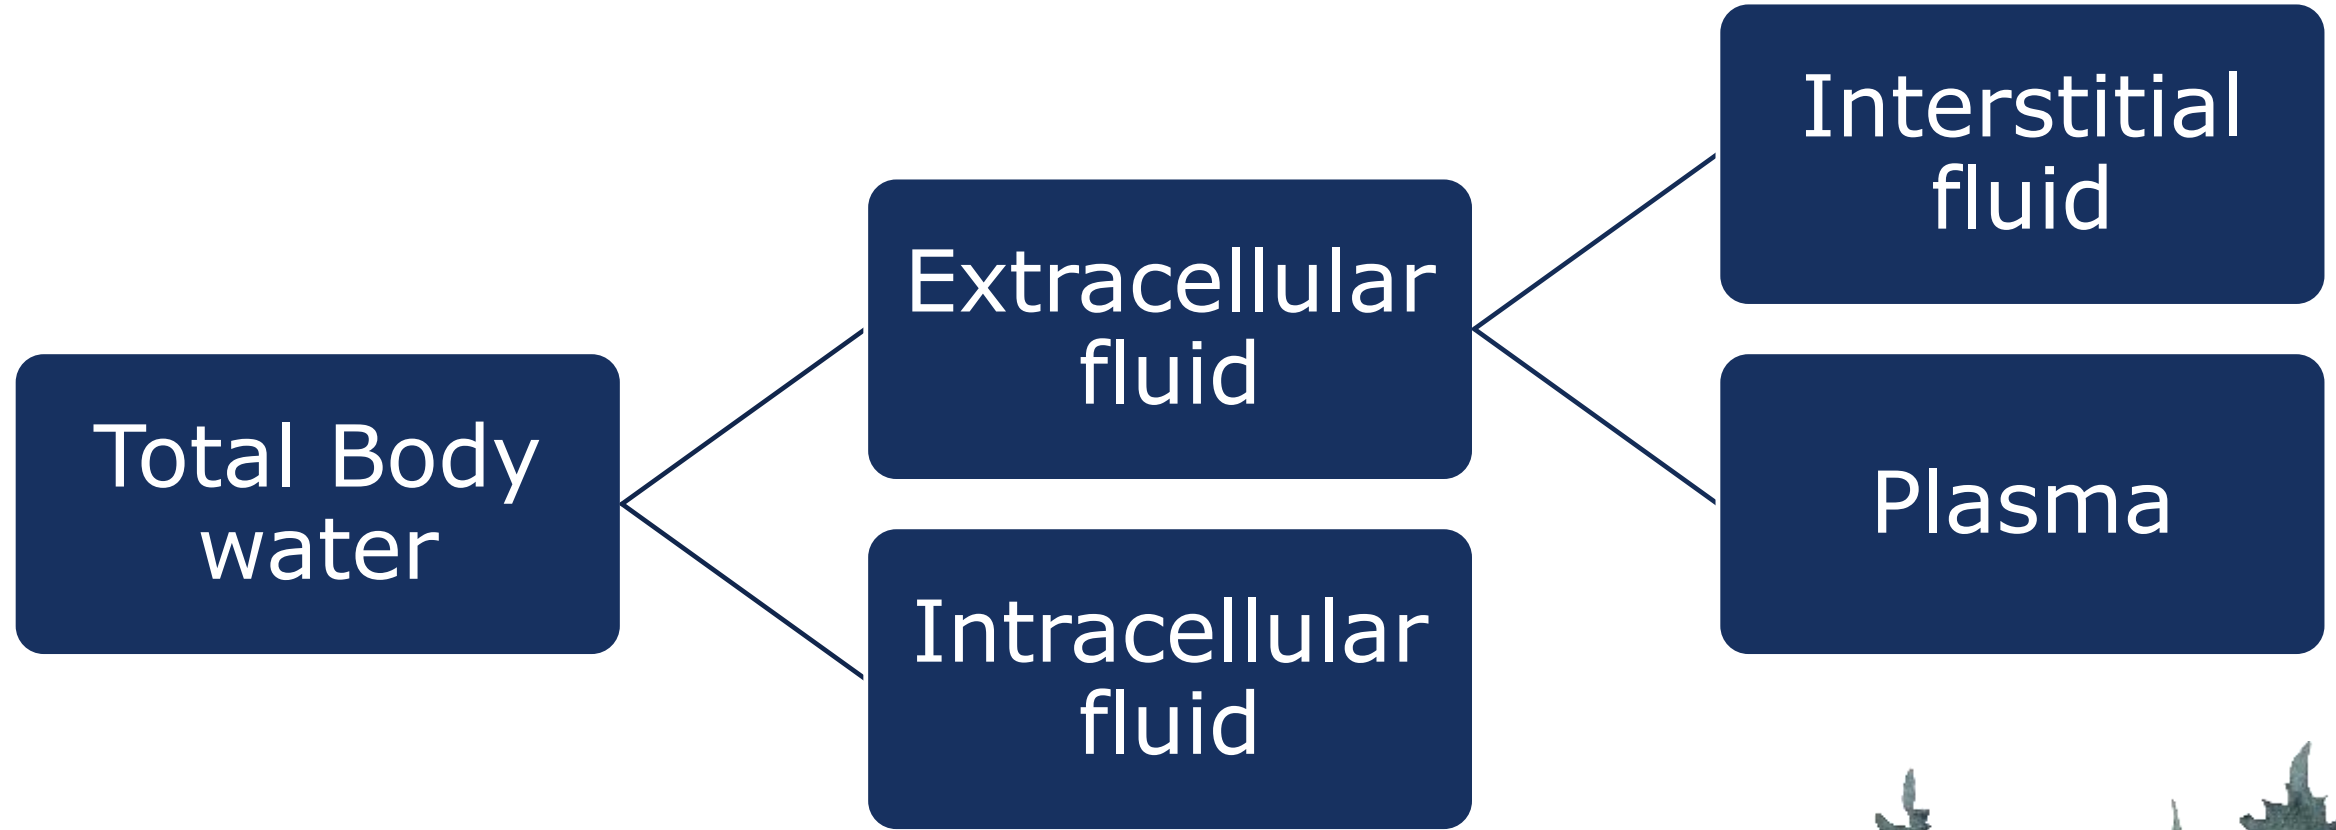 Total Body
water
Extracellular
fluid
Intracellular
fluid
Interstitial
fluid
Plasma